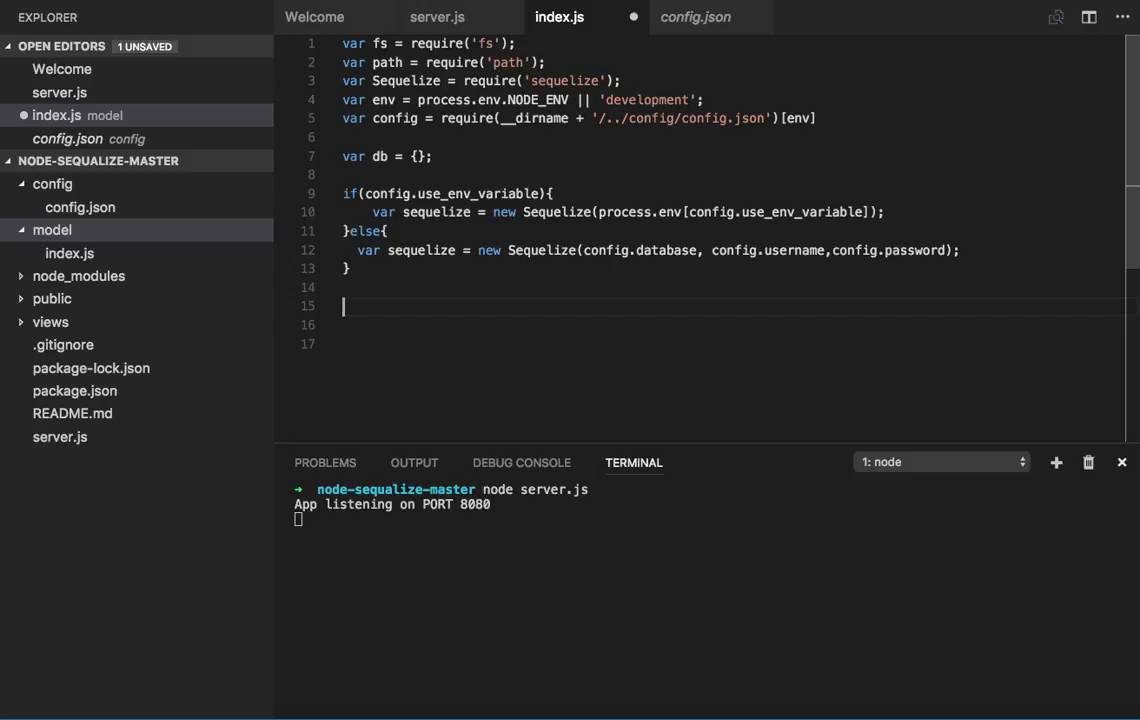 EXPLORER
OPEN EDITORS 1 UNSAVED
Welcome
server.js
index.js model
config.json config
NODE-SEQUALIZE-MASTER
config
config.json
model
index.js
node_modules
public
views
.gitignore
package-lock.json
package.json
README.md
server.js
Welcome server.js index.js config.json
1 var fs = require('fs');
2 var path = require('path');
3 var Sequelize = require('sequelize');
4 var env = process.env.NODE_ENV || 'development';
5 var config = require(__dirname + '/../config/config.json')[env]
6
7 var db = {};
8
9 if(config.use_env_variable){
10 var sequelize = new Sequelize(process.env[config.use_env_variable]);
11 }else{
12 var sequelize = new Sequelize(config.database, config.username,config.password);
13 }
14
15
16
17
PROBLEMS OUTPUT DEBUG CONSOLE TERMINAL 1: node
➜ node-sequalize-master node server.js
App listening on PORT 8080